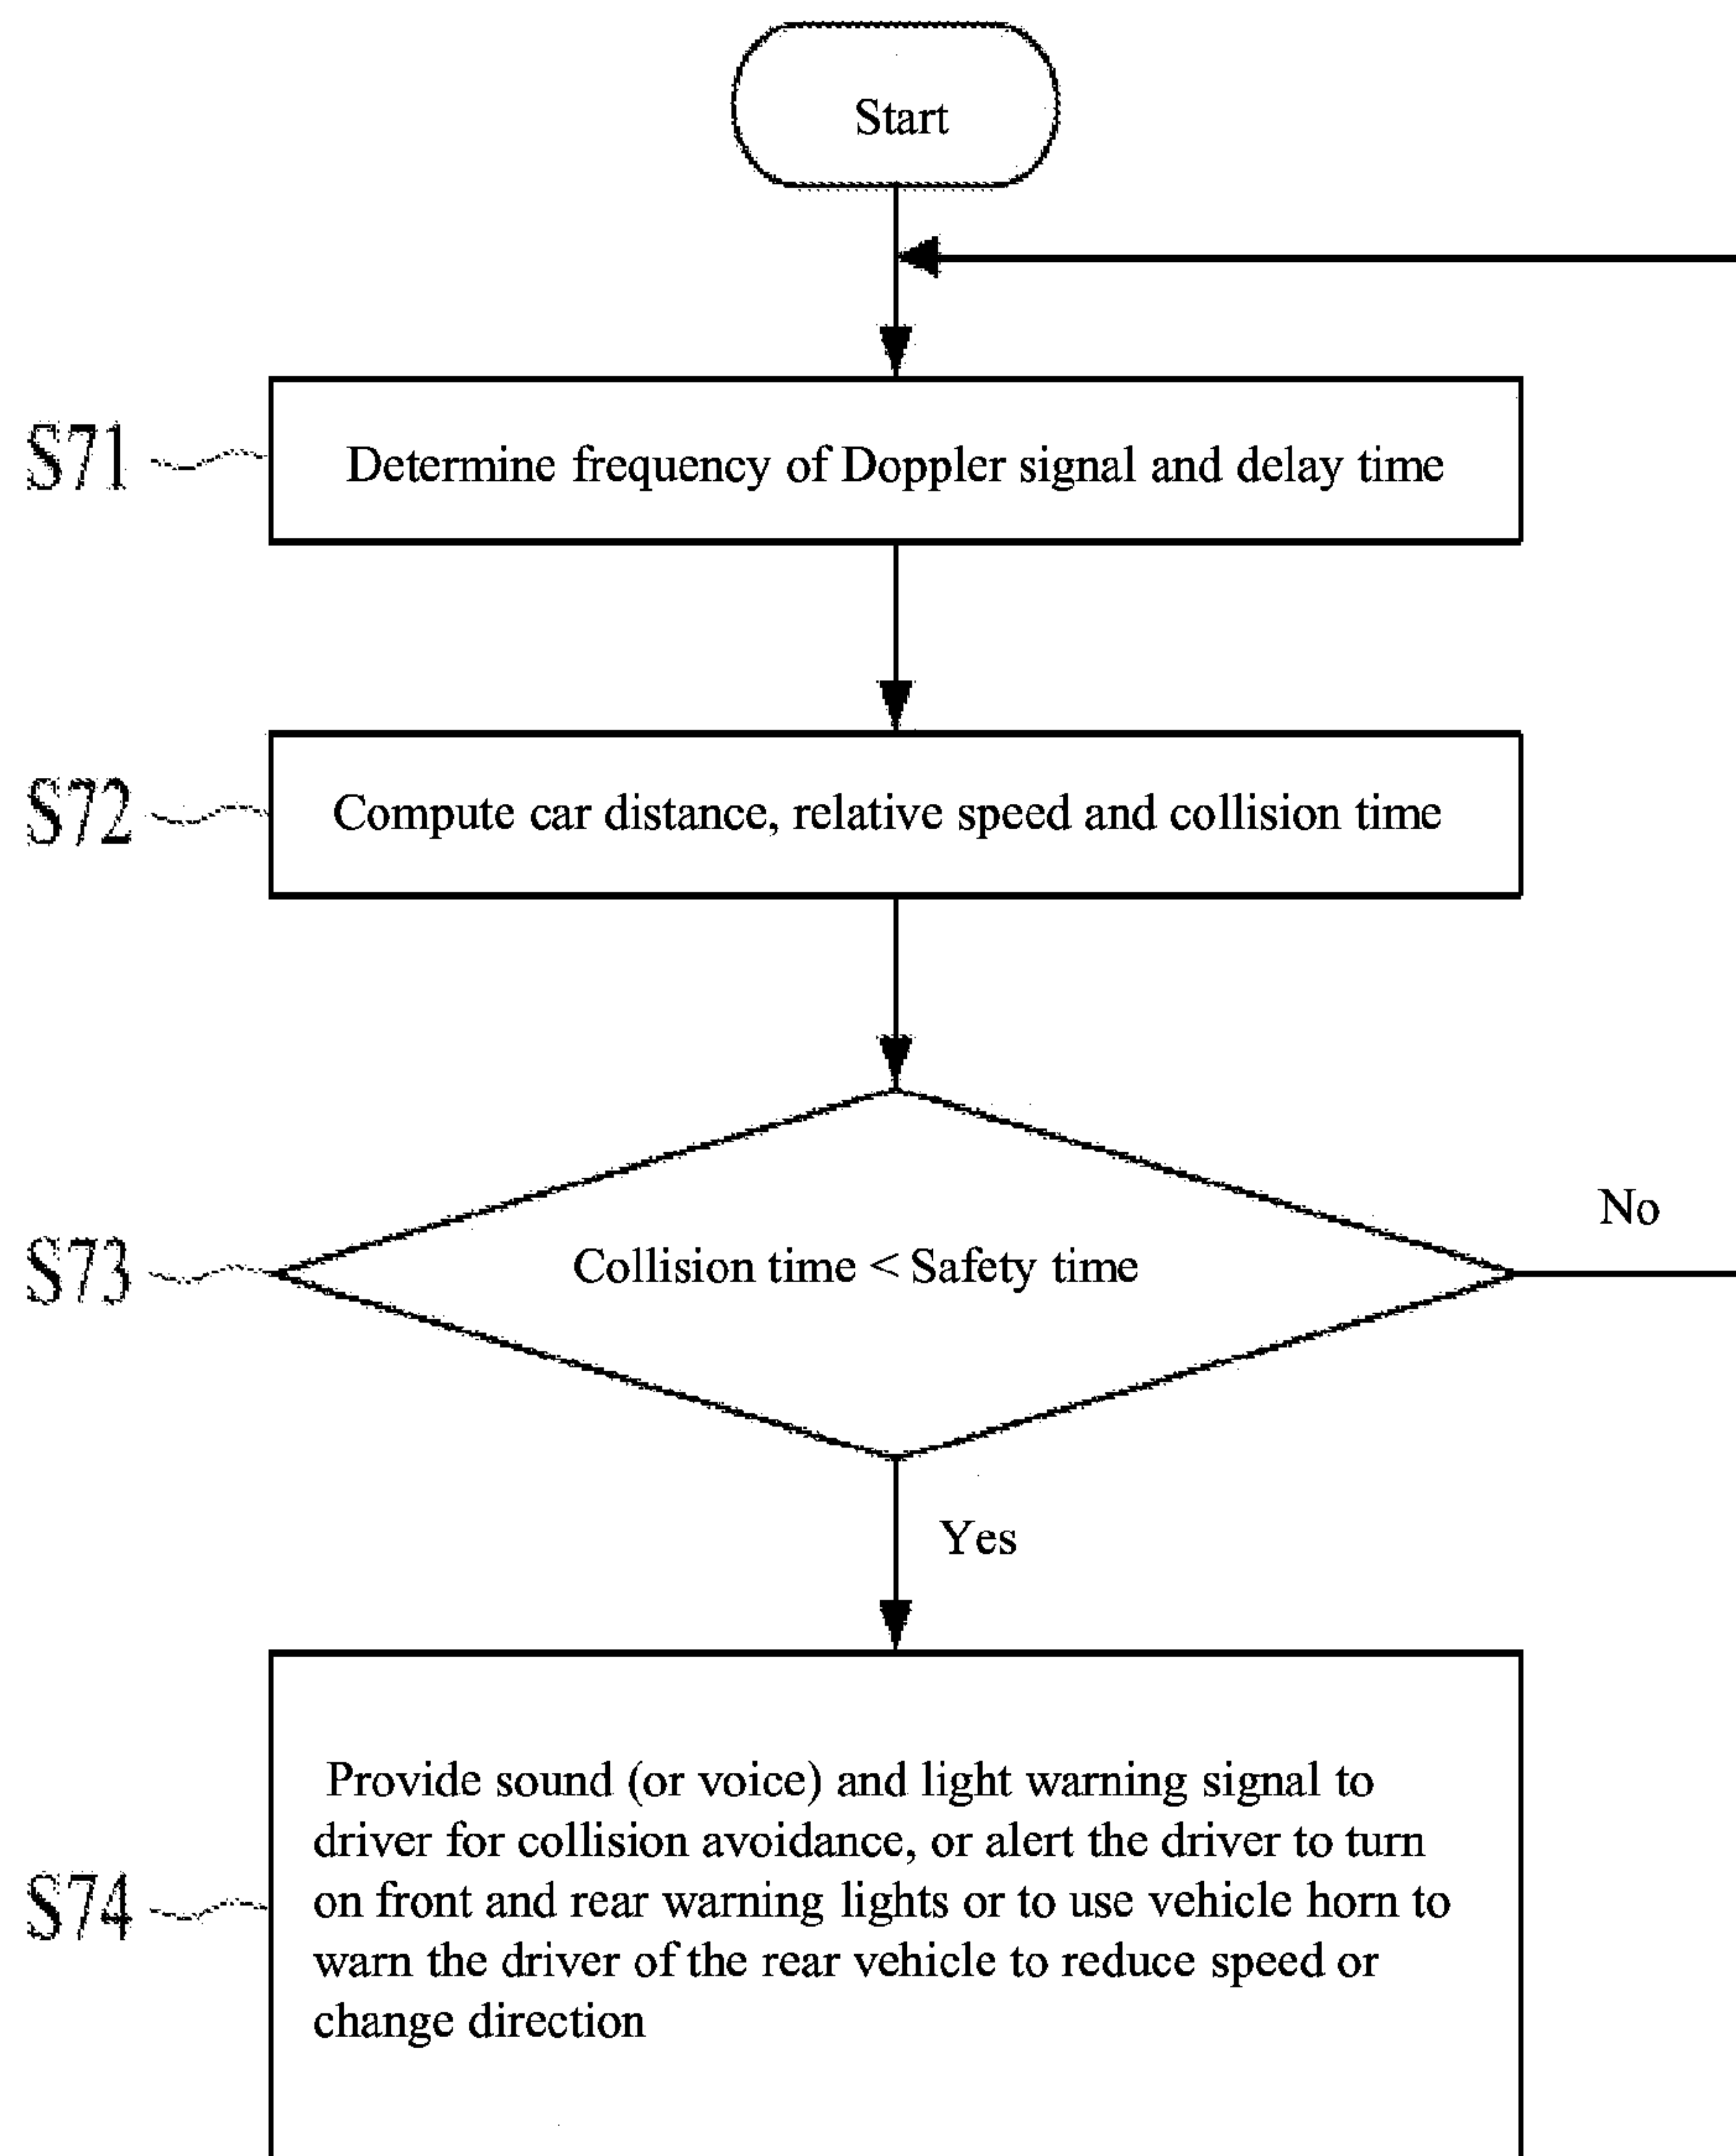 Start
S71
Determine frequency of Doppler signal and delay time
S72
Compute car distance, relative speed and collision time
S73
Collision time < Safety time
No
Yes
S74
Provide sound (or voice) and light warning signal to
driver for collision avoidance, or alert the driver to turn
on front and rear warning lights or to use vehicle horn to
warn the driver of the rear vehicle to reduce speed or
change direction